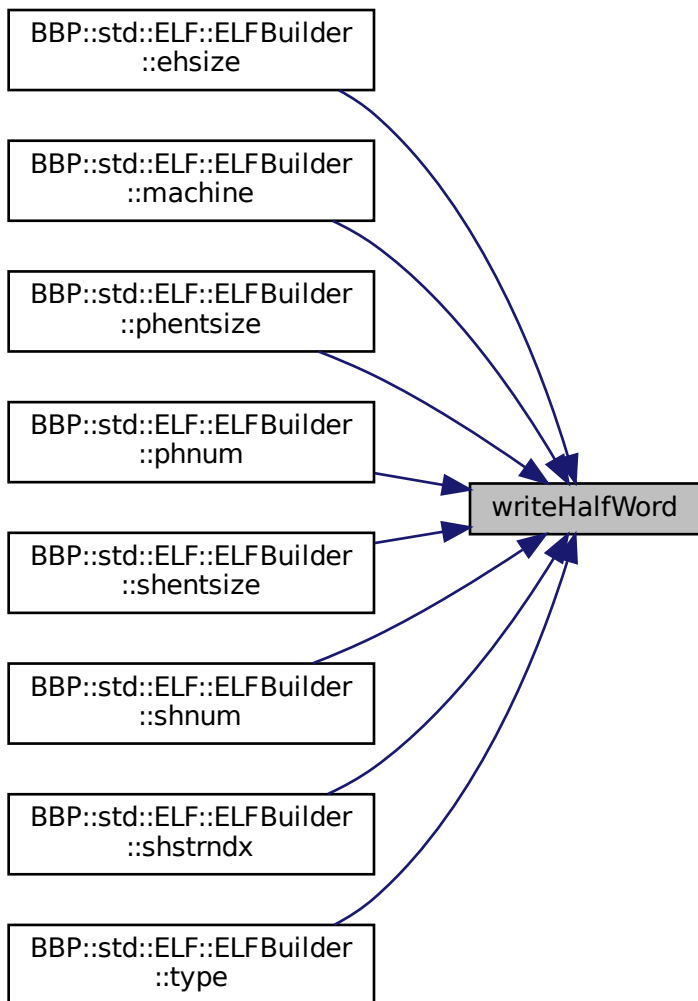 BBP::std::ELF::ELFBuilder
::ehsize
BBP::std::ELF::ELFBuilder
::machine
BBP::std::ELF::ELFBuilder
::phentsize
BBP::std::ELF::ELFBuilder
::phnum
writeHalfWord
BBP::std::ELF::ELFBuilder
::shentsize
BBP::std::ELF::ELFBuilder
::shnum
BBP::std::ELF::ELFBuilder
::shstrndx
BBP::std::ELF::ELFBuilder
::type